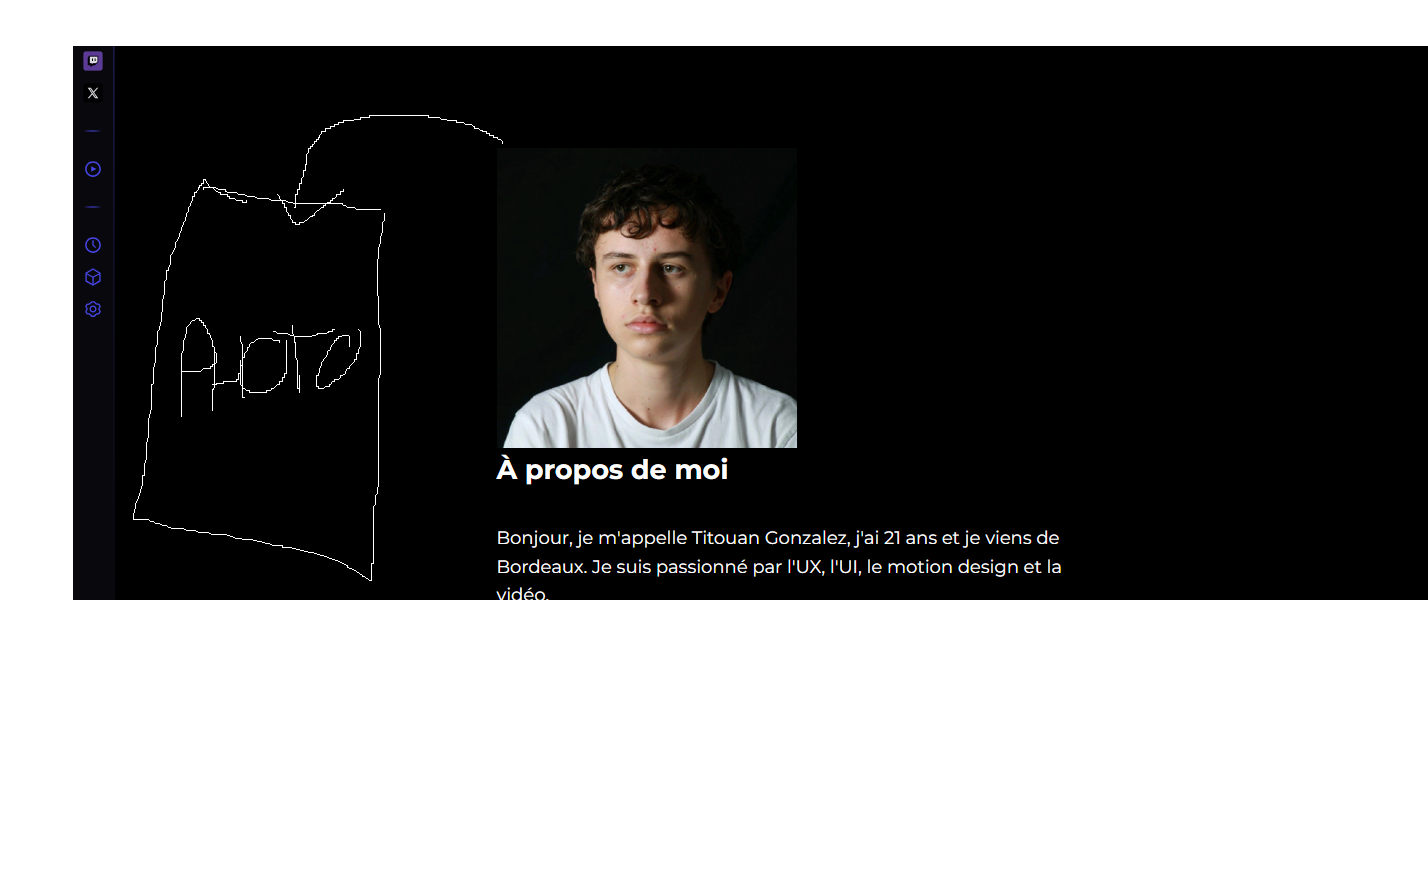 PHOTO
À propos de moi
Bonjour, je m'appelle Titouan Gonzalez, j'ai 21 ans et je viens de
Bordeaux. Je suis passionné par l'UX, l'UI, le motion design et la
vidéo.